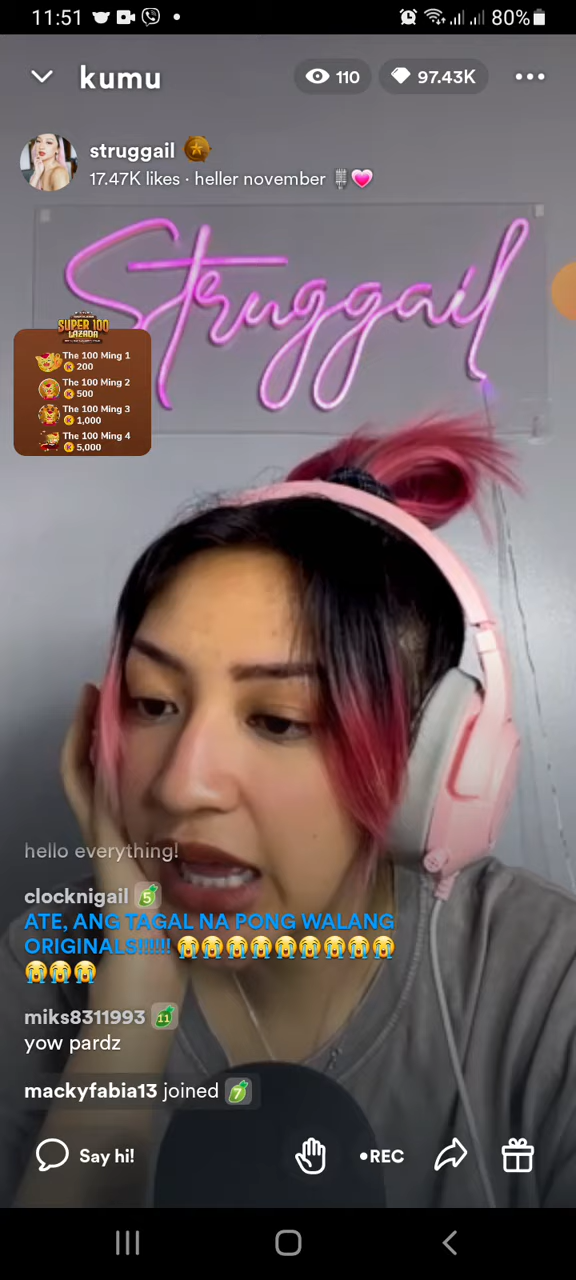 11:51
80%
kumu
110
97.43K
struggail
17.47K likes · heller november
Struggail
SUPER 100
LAZADA
The 100 Ming 1
200
The 100 Ming 2
500
The 100 Ming 3
1,000
The 100 Ming 4
5,000
hello everything!
clocknigail 5
ATE, ANG TAGAL NA PONG WALANG
ORIGINALS!!!!!! 😭😭😭😭😭😭😭😭😭
😭😭😭
miks8311993 11
yow pardz
mackyfabia13 joined 7
Say hi!
•REC